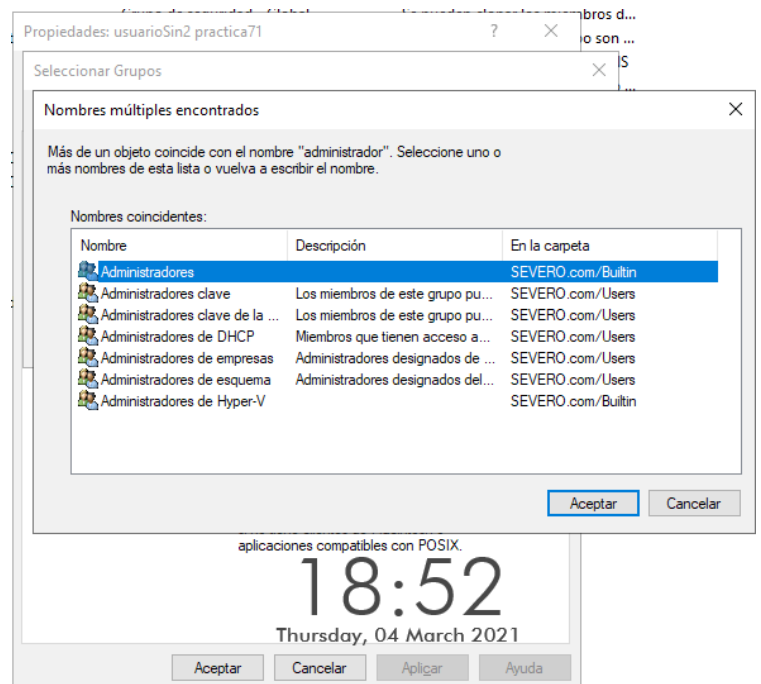 Propiedades: usuarioSin2 practica71 ?
Seleccionar Grupos
Nombres múltiples encontrados
Más de un objeto coincide con el nombre "administrador". Seleccione uno o
más nombres de esta lista o vuelva a escribir el nombre.
Nombres coincidentes:
Nombre Descripción En la carpeta
Administradores SEVERO.com/Builtin
Administradores clave Los miembros de este grupo pu... SEVERO.com/Users
Administradores clave de la ... Los miembros de este grupo pu... SEVERO.com/Users
Administradores de DHCP Miembros que tienen acceso a... SEVERO.com/Users
Administradores de empresas Administradores designados de ... SEVERO.com/Users
Administradores de esquema Administradores designados del... SEVERO.com/Users
Administradores de Hyper-V SEVERO.com/Builtin
Aceptar Cancelar
aplicaciones compatibles con POSIX.
18:52
Thursday, 04 March 2021
Aceptar Cancelar Aplicar Ayuda